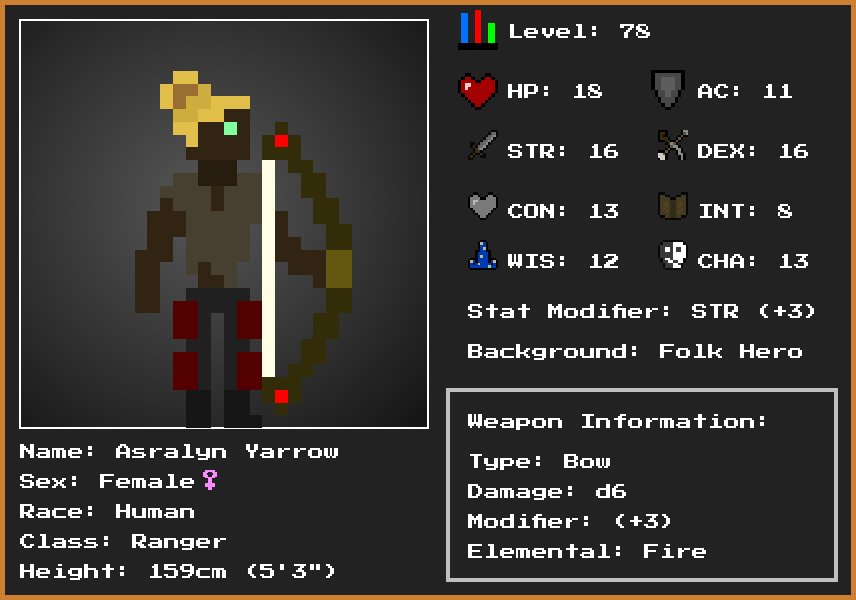 Level: 78
HP: 18 AC: 11
STR: 16 DEX: 16
CON: 13 INT: 8
WIS: 12 CHA: 13
Stat Modifier: STR (+3)
Background: Folk Hero
Weapon Information:
Type: Bow
Damage: d6
Modifier: (+3)
Elemental: Fire
Name: Asralyn Yarrow
Sex: Female♀
Race: Human
Class: Ranger
Height: 159cm (5'3")